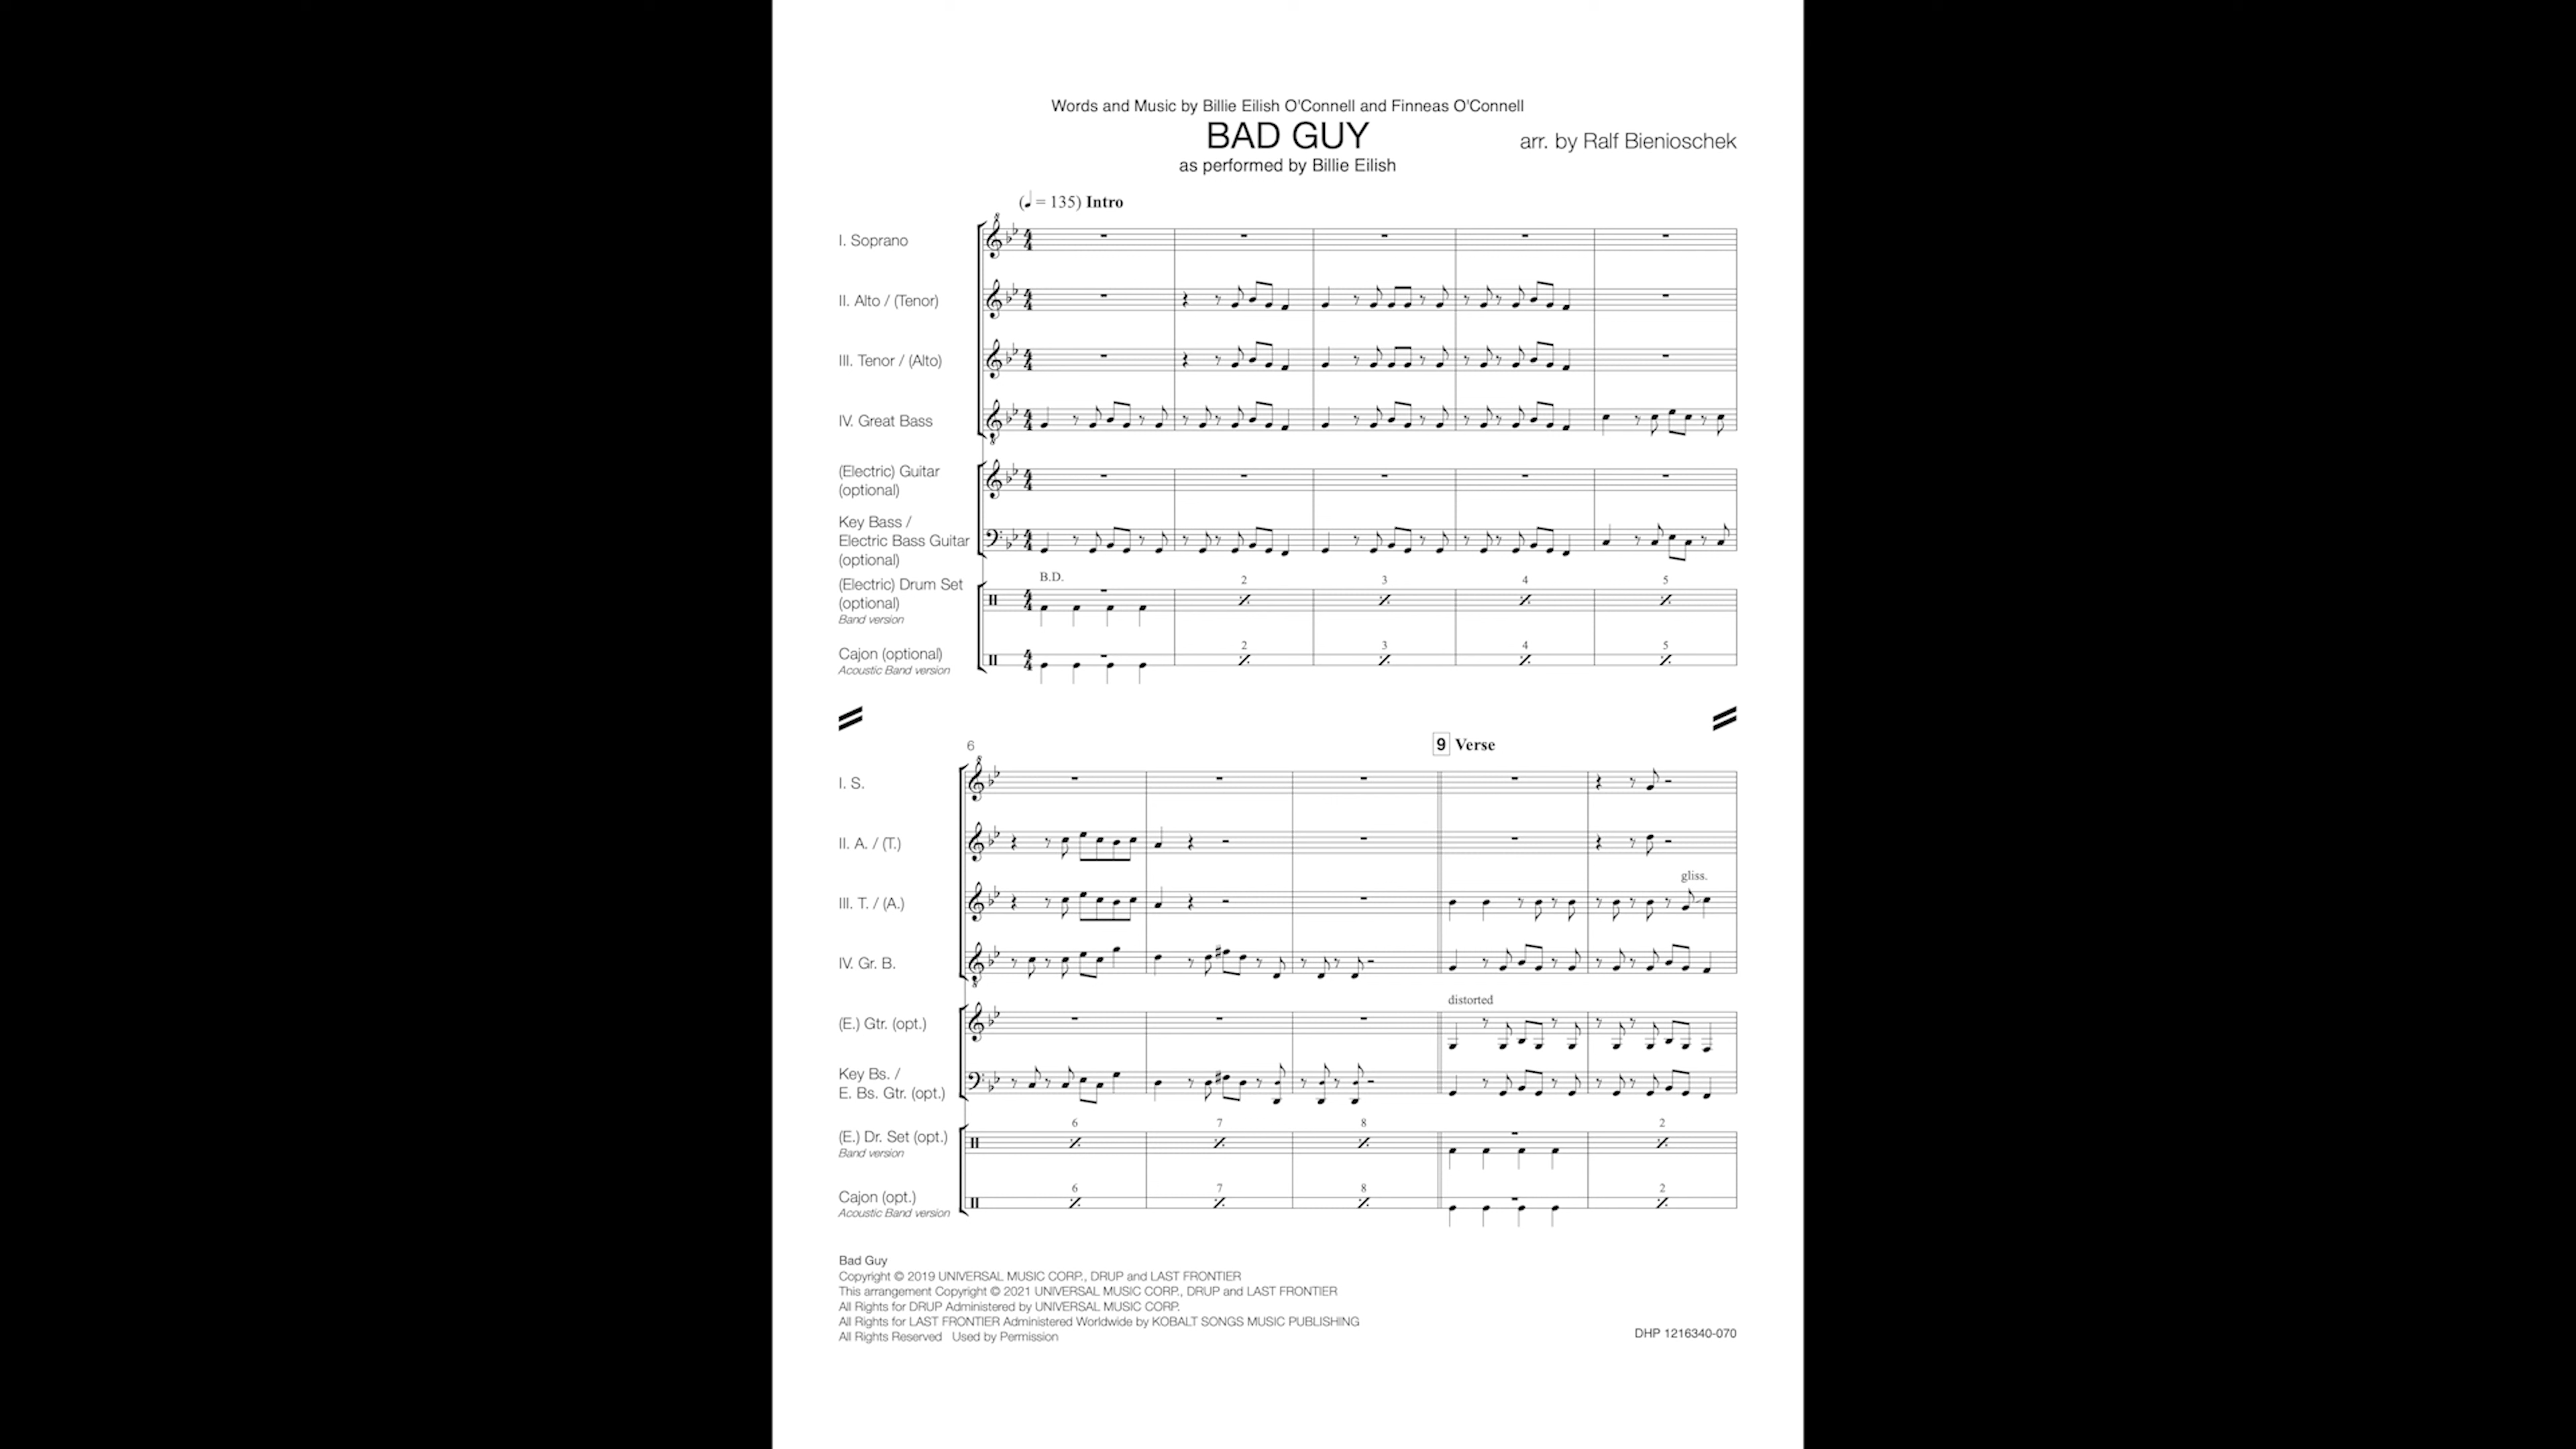 Words and Music by Billie Eilish O'Connell and Finneas O'Connell
BAD GUY
arr. by Ralf Bienioschek
as performed by Billie Eilish
(♩ = 135) Intro
I. Soprano
II. Alto / (Tenor)
III. Tenor / (Alto)
IV. Great Bass
(Electric) Guitar
(optional)
Key Bass /
Electric Bass Guitar
(optional)
B.D.
(Electric) Drum Set
(optional)
Band version
2 3 4 5
Cajon (optional)
Acoustic Band version
2 3 4 5
6
9 Verse
I. S.
II. A. / (T.)
gliss.
III. T. / (A.)
IV. Gr. B.
distorted
(E.) Gtr. (opt.)
Key Bs. /
E. Bs. Gtr. (opt.)
6 7 8 2
(E.) Dr. Set (opt.)
Band version
6 7 8 2
Cajon (opt.)
Acoustic Band version
Bad Guy
Copyright © 2019 UNIVERSAL MUSIC CORP., DRUP and LAST FRONTIER
This arrangement Copyright © 2021 UNIVERSAL MUSIC CORP., DRUP and LAST FRONTIER
All Rights for DRUP Administered by UNIVERSAL MUSIC CORP.
All Rights for LAST FRONTIER Administered Worldwide by KOBALT SONGS MUSIC PUBLISHING
All Rights Reserved Used by Permission
DHP 1216340-070